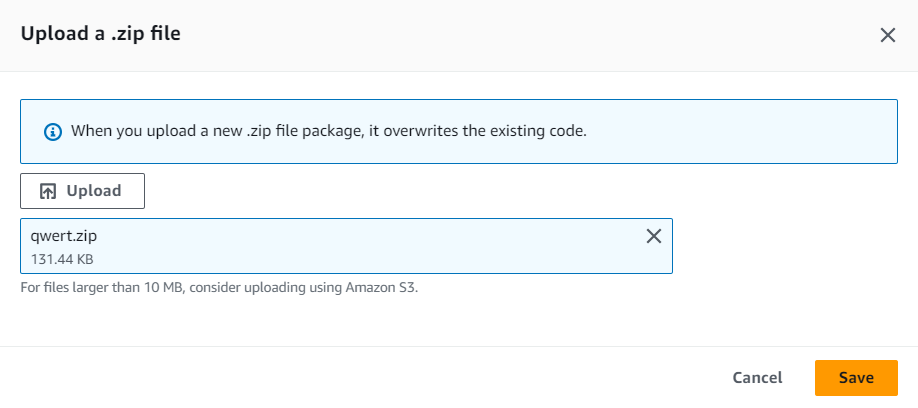 Upload a .zip file
When you upload a new .zip file package, it overwrites the existing code.
Upload
qwert.zip
131.44 KB
For files larger than 10 MB, consider uploading using Amazon S3.
Cancel
Save